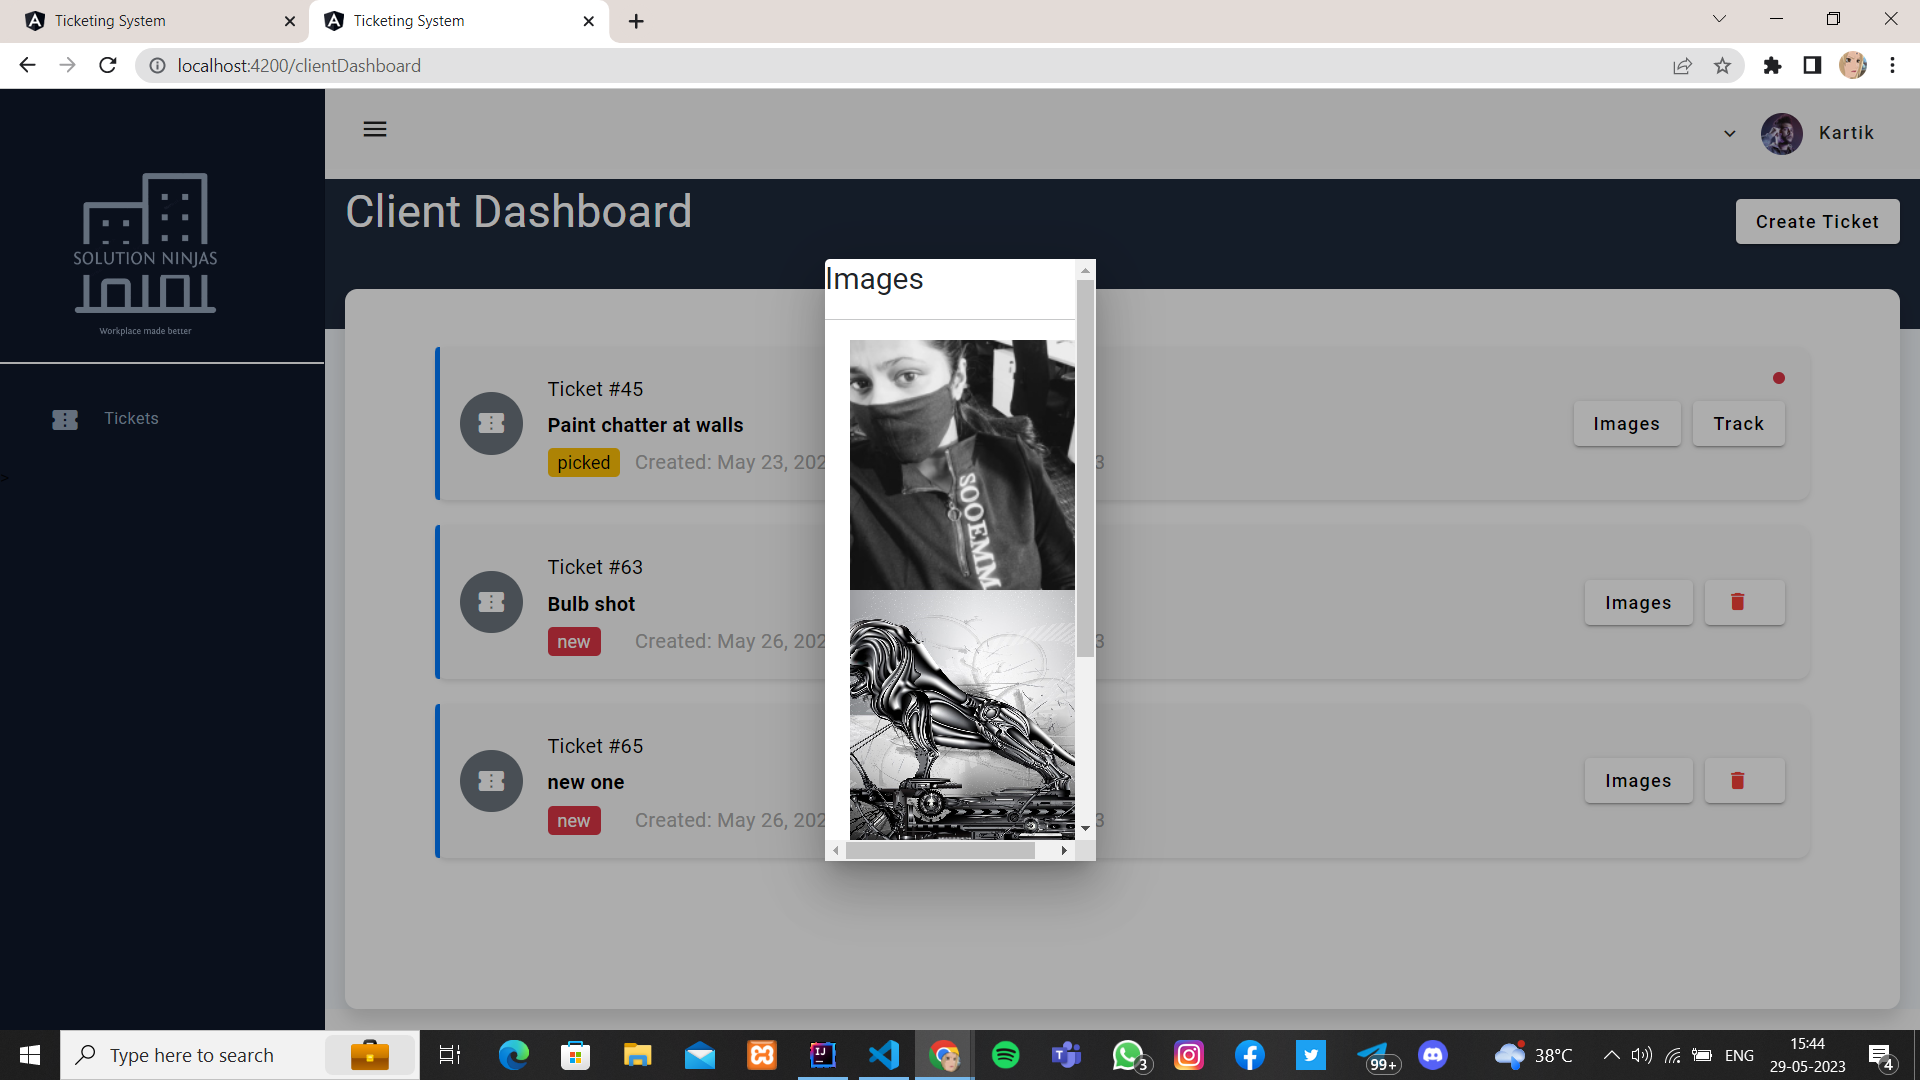 Ticketing System
Ticketing System
localhost:4200/clientDashboard
Kartik
SOLUTION NINJAS
Workplace made better
Tickets
>
Client Dashboard
Create Ticket
Images
SOOEMM
Ticket #45
Paint chatter at walls
picked Created: May 23, 202 3
Images Track
Ticket #63
Bulb shot
new Created: May 26, 202 3
Images
Ticket #65
new one
new Created: May 26, 202 3
Images
Type here to search
3
99+
38°C
ENG
15:44
29-05-2023
4